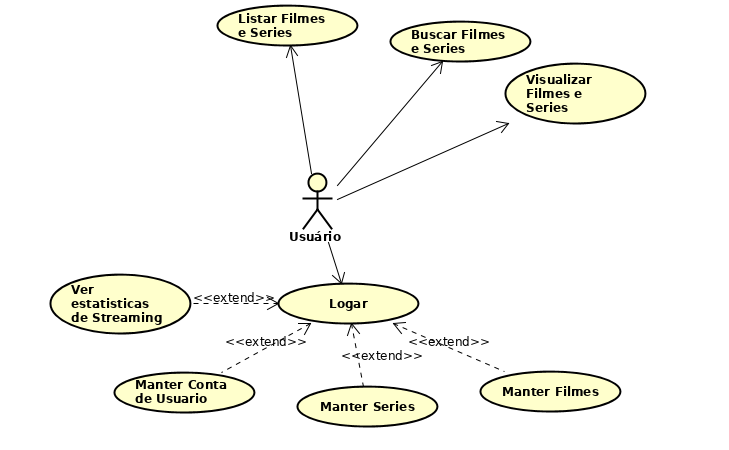 Listar Filmes
e Series
Buscar Filmes
e Series
Visualizar
Filmes e
Series
Usuário
Ver
estatisticas
de Streaming
<<extend>>
Logar
<<extend>>
<<extend>>
<<extend>>
Manter Conta
de Usuario
Manter Series
Manter Filmes